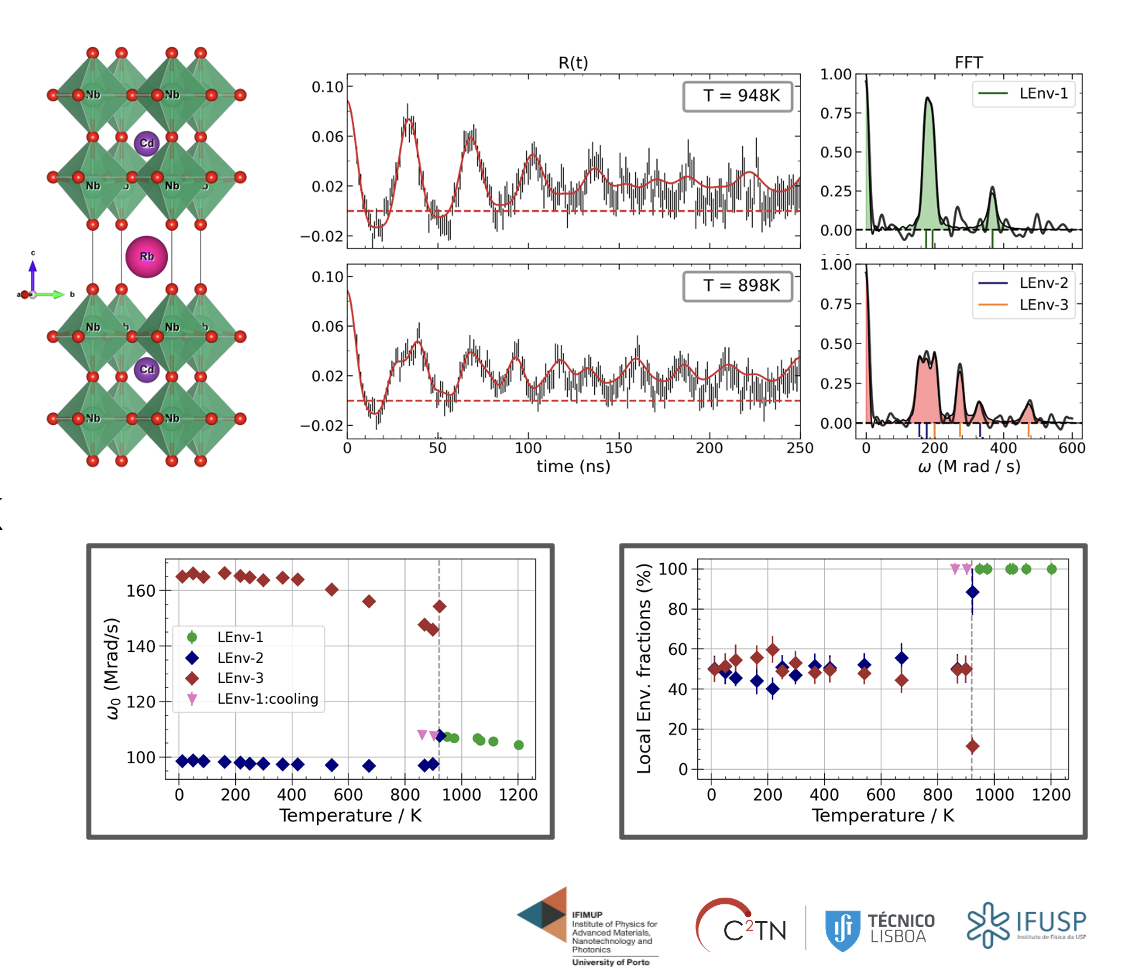 R(t)
FFT
0.10
0.06
0.02
−0.02
T = 948K
1.00
0.75
0.50
0.25
0.00
LEnv-1
0.10
0.06
0.02
−0.02
T = 898K
0 50 100 150 200 250
time (ns)
1.00
0.75
0.50
0.25
0.00
LEnv-2
LEnv-3
0 200 400 600
ω (M rad / s)
Nb Nb
Cd
Nb Nb b
Rb
c
a b
Nb b Nb b
Cd
Nb Nb
ω₀ (Mrad/s)
160
140
120
100
LEnv-1
LEnv-2
LEnv-3
LEnv-1:cooling
0 200 400 600 800 1000 1200
Temperature / K
Local Env. fractions (%)
100
80
60
40
20
0
0 200 400 600 800 1000 1200
Temperature / K
IFIMUP
Institute of Physics for
Advanced Materials,
Nanotechnology and
Photonics
University of Porto
C²TN
TÉCNICO
LISBOA
IFUSP
Instituto de Física da USP